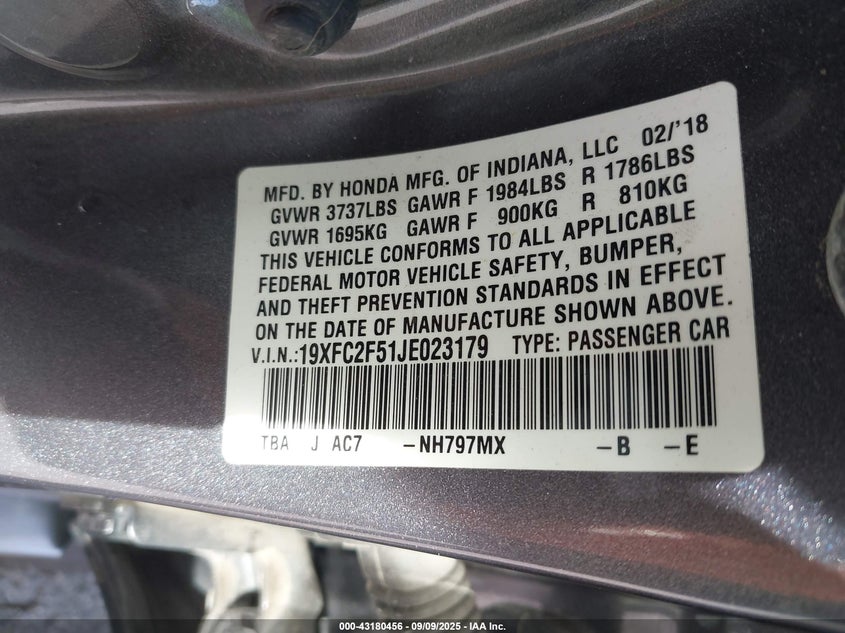 MFD. BY HONDA MFG. OF INDIANA, LLC 02/'18
GVWR 3737LBS GAWR F 1984LBS R 1786LBS
GVWR 1695KG GAWR F 900KG R 810KG
THIS VEHICLE CONFORMS TO ALL APPLICABLE
FEDERAL MOTOR VEHICLE SAFETY, BUMPER,
AND THEFT PREVENTION STANDARDS IN EFFECT
ON THE DATE OF MANUFACTURE SHOWN ABOVE.
V.I.N.:19XFC2F51JE023179 TYPE: PASSENGER CAR
TBA J AC7 –NH797MX –B –E
000-43180456 – 09/09/2025 – IAA Inc.